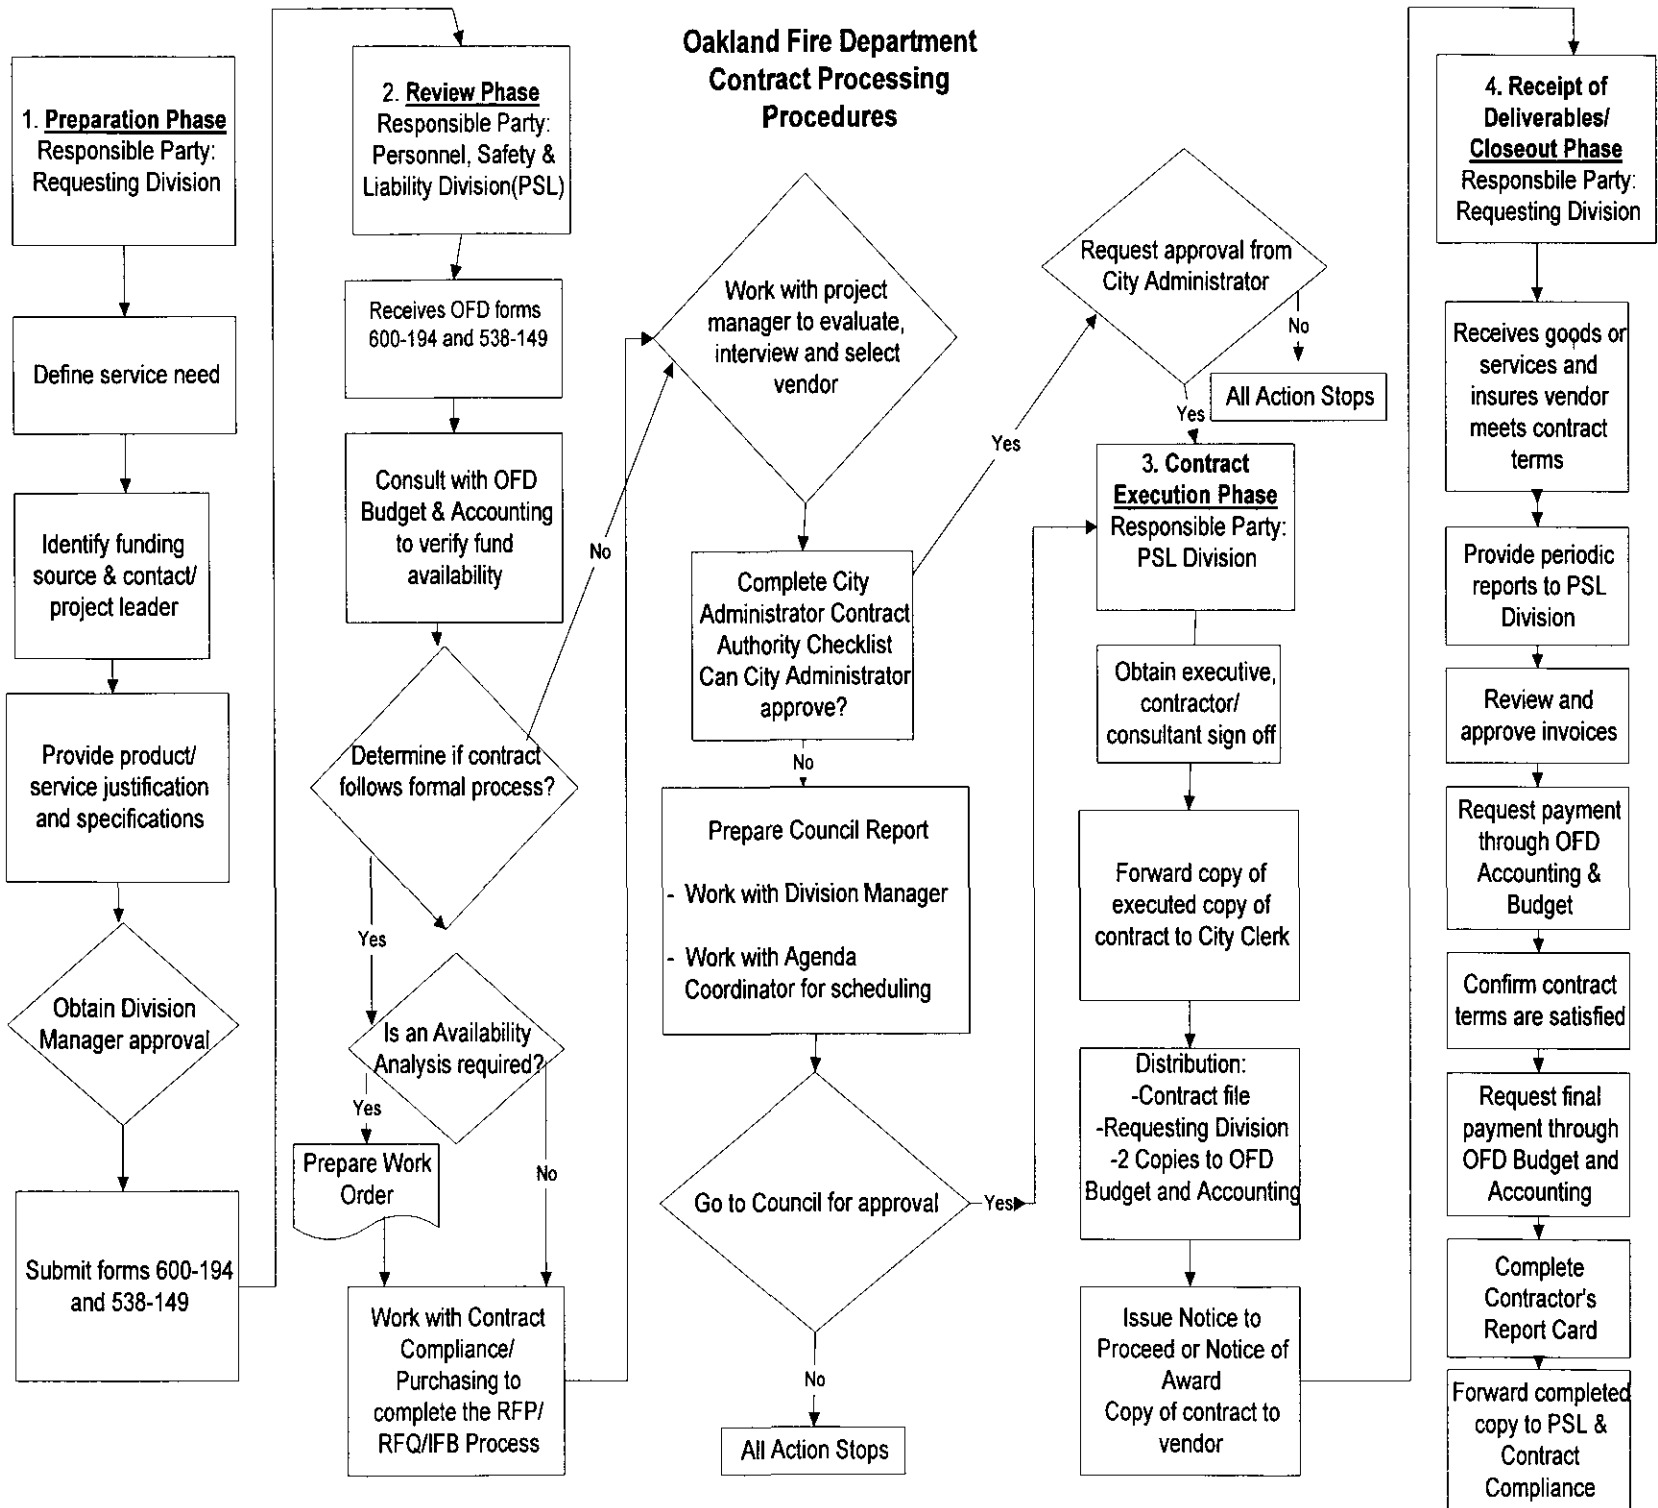 Oakland Fire Department
Contract Processing
Procedures
1. Preparation Phase
Responsible Party:
Requesting Division
Define service need
Identify funding
source & contact/
project leader
Provide product/
service justification
and specifications
Obtain Division
Manager approval
Submit forms 600-194
and 538-149
2. Review Phase
Responsible Party:
Personnel, Safety &
Liability Division(PSL)
Receives OFD forms
600-194 and 538-149
Consult with OFD
Budget & Accounting
to verify fund
availability
Determine if contract
follows formal process?
No
Yes
Is an Availability
Analysis required?
Yes
No
Prepare Work
Order
Work with Contract
Compliance/
Purchasing to
complete the RFP/
RFQ/IFB Process
Work with project
manager to evaluate,
interview and select
vendor
Complete City
Administrator Contract
Authority Checklist
Can City Administrator
approve?
Yes
No
Prepare Council Report
- Work with Division Manager
- Work with Agenda
Coordinator for scheduling
Go to Council for approval
Yes
No
All Action Stops
Request approval from
City Administrator
No
All Action Stops
Yes
3. Contract
Execution Phase
Responsible Party:
PSL Division
Obtain executive,
contractor/
consultant sign off
Forward copy of
executed copy of
contract to City Clerk
Distribution:
-Contract file
-Requesting Division
-2 Copies to OFD
Budget and Accounting
Issue Notice to
Proceed or Notice of
Award
Copy of contract to
vendor
4. Receipt of
Deliverables/
Closeout Phase
Responsbile Party:
Requesting Division
Receives goods or
services and
insures vendor
meets contract
terms
Provide periodic
reports to PSL
Division
Review and
approve invoices
Request payment
through OFD
Accounting &
Budget
Confirm contract
terms are satisfied
Request final
payment through
OFD Budget and
Accounting
Complete
Contractor's
Report Card
Forward completed
copy to PSL &
Contract
Compliance